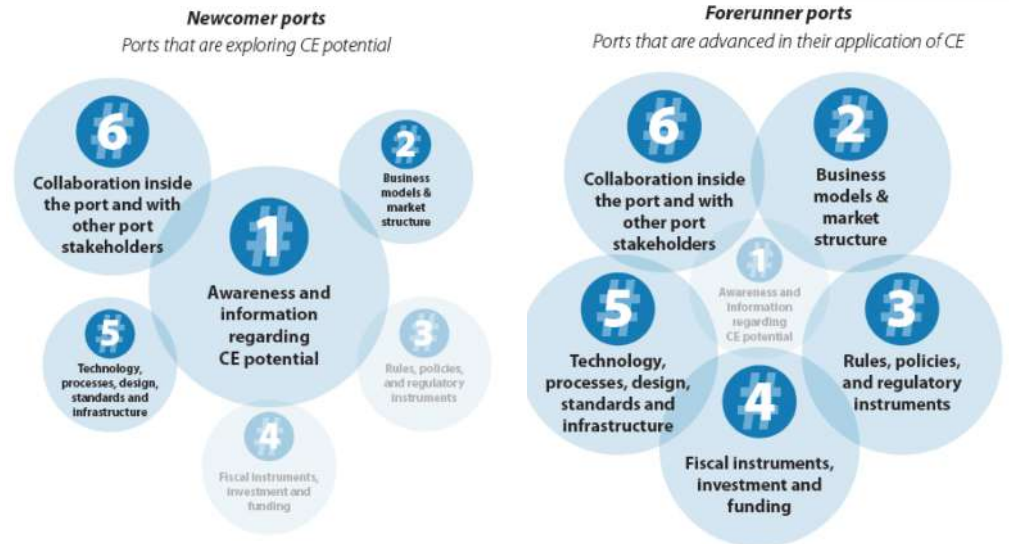 Newcomer ports
Ports that are exploring CE potential
#6
Collaboration inside
the port and with
other port
stakeholders
#2
Business
models &
market
structure
#1
Awareness and
information
regarding
CE potential
#5
Technology,
processes, design,
standards and
infrastructure
#3
Rules, policies,
and regulatory
instruments
#4
Fiscal instruments,
investment and
funding
Forerunner ports
Ports that are advanced in their application of CE
#6
Collaboration inside
the port and with
other port
stakeholders
#2
Business
models &
market
structure
#1
Awareness and
information
regarding
CE potential
#5
Technology,
processes, design,
standards and
infrastructure
#3
Rules, policies,
and regulatory
instruments
#4
Fiscal instruments,
investment and
funding